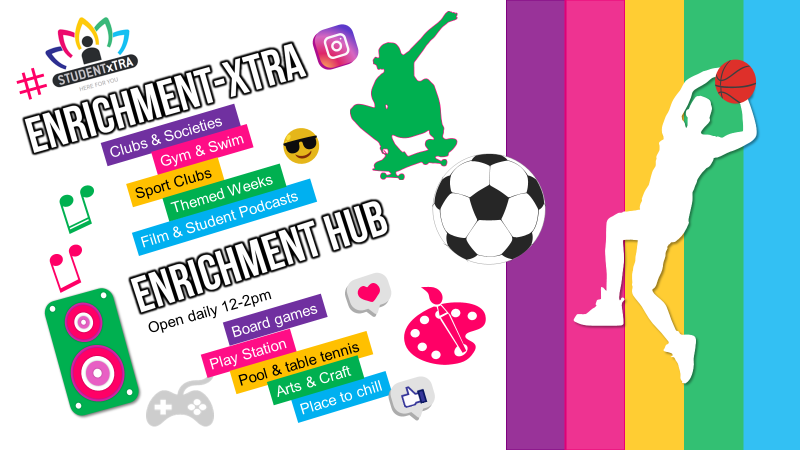 STUDENTxTRA
HERE FOR YOU
#
ENRICHMENT-XTRA
Clubs & Societies
Gym & Swim
Sport Clubs
Themed Weeks
Film & Student Podcasts
ENRICHMENT HUB
Open daily 12-2pm
Board games
Play Station
Pool & table tennis
Arts & Craft
Place to chill